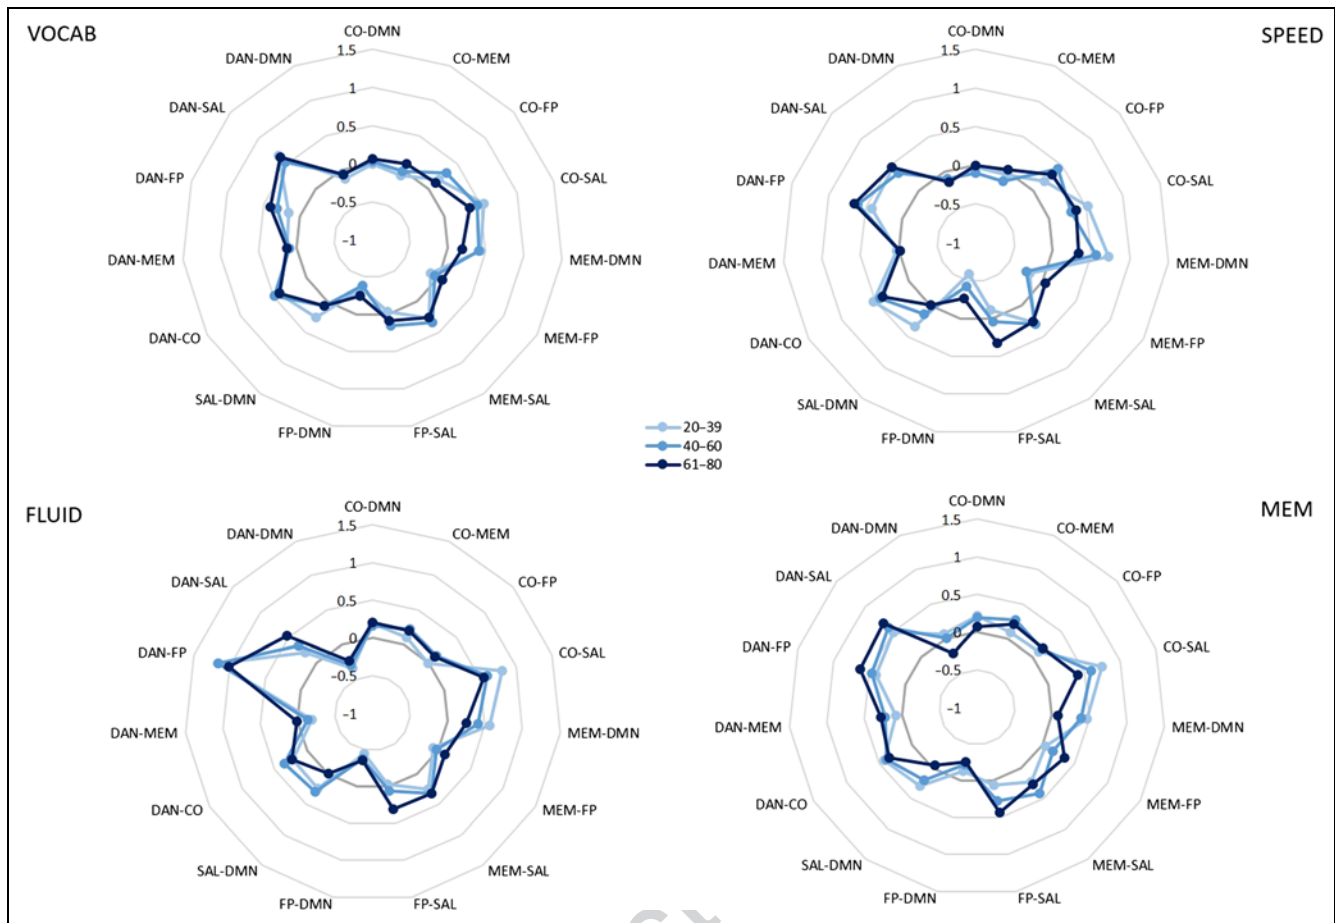 VOCAB
CO-DMN
CO-MEM
CO-FP
CO-SAL
MEM-DMN
MEM-FP
MEM-SAL
FP-SAL
FP-DMN
SAL-DMN
DAN-CO
DAN-MEM
DAN-FP
DAN-SAL
DAN-DMN
1.5
1
0.5
0
-0.5
-1
SPEED
CO-DMN
CO-MEM
CO-FP
CO-SAL
MEM-DMN
MEM-FP
MEM-SAL
FP-SAL
FP-DMN
SAL-DMN
DAN-CO
DAN-MEM
DAN-FP
DAN-SAL
DAN-DMN
1.5
1
0.5
0
-0.5
-1
20–39
40–60
61–80
FLUID
CO-DMN
CO-MEM
CO-FP
CO-SAL
MEM-DMN
MEM-FP
MEM-SAL
FP-SAL
FP-DMN
SAL-DMN
DAN-CO
DAN-MEM
DAN-FP
DAN-SAL
DAN-DMN
1.5
1
0.5
0
-0.5
-1
MEM
CO-DMN
CO-MEM
CO-FP
CO-SAL
MEM-DMN
MEM-FP
MEM-SAL
FP-SAL
FP-DMN
SAL-DMN
DAN-CO
DAN-MEM
DAN-FP
DAN-SAL
DAN-DMN
1.5
1
0.5
0
-0.5
-1